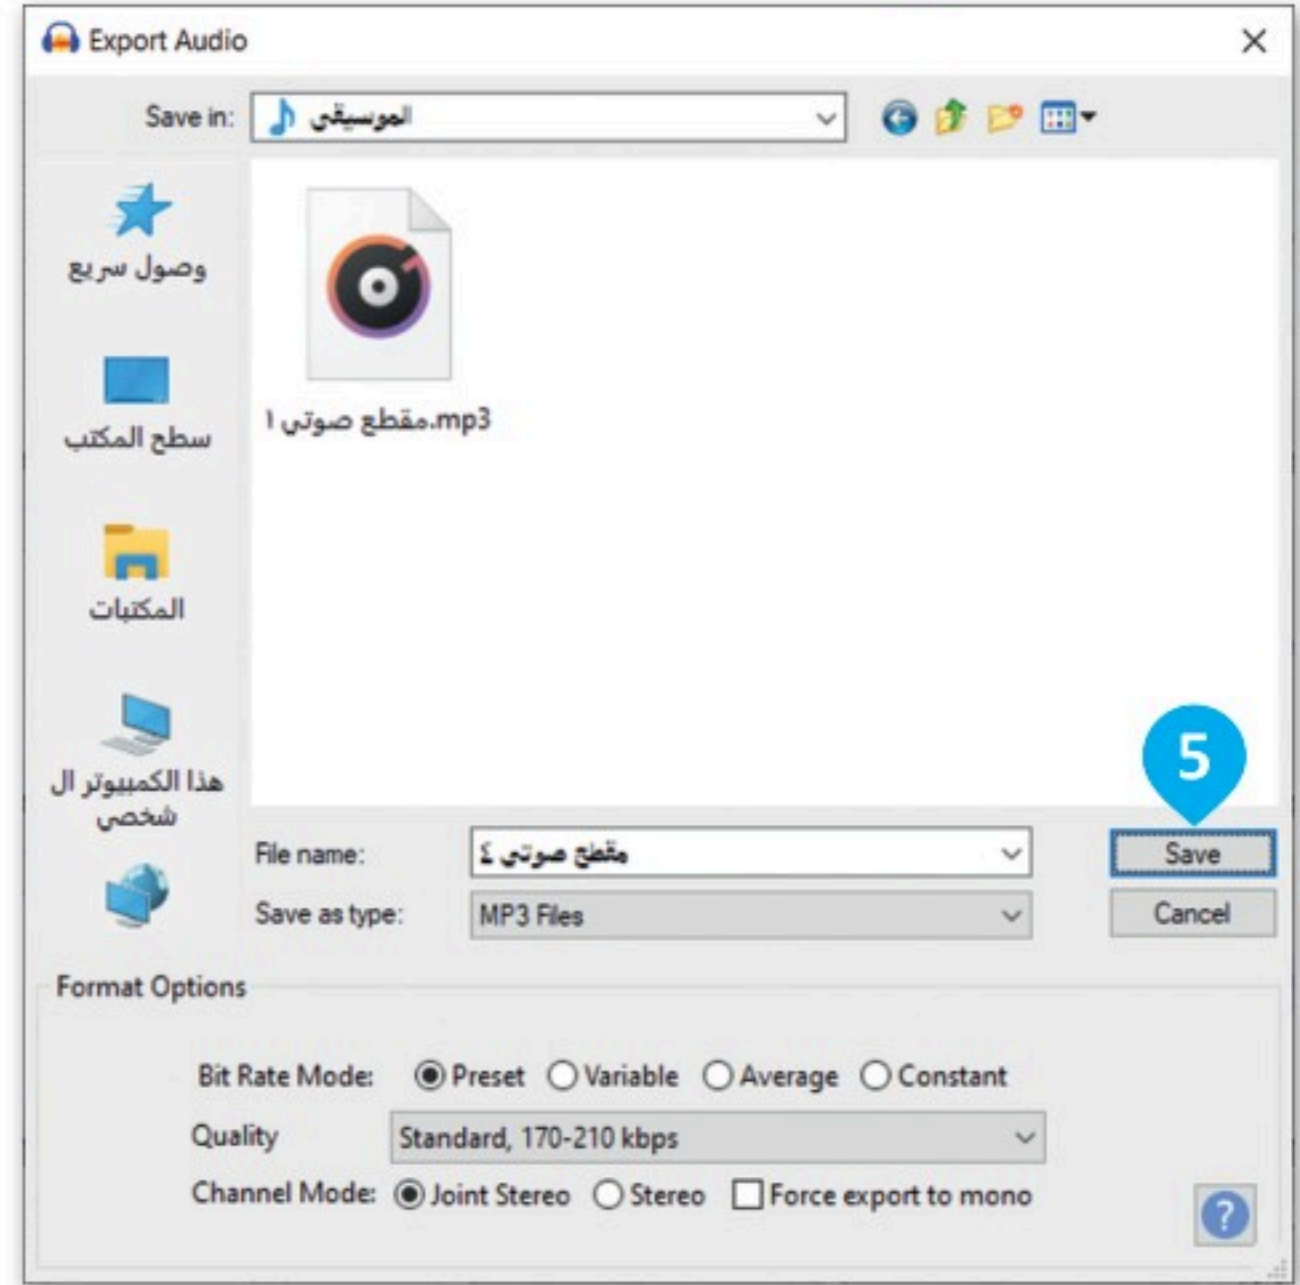 Export Audio
Save in: الموسيقى
وصول سريع
مقطع صوتي ١.mp3
سطح المكتب
المكتبات
هذا الكمبيوتر ال
شخصي
5
File name: مقطع صوتي ٤
Save
Save as type: MP3 Files
Cancel
Format Options
Bit Rate Mode: Preset Variable Average Constant
Quality Standard, 170-210 kbps
Channel Mode: Joint Stereo Stereo Force export to mono
?